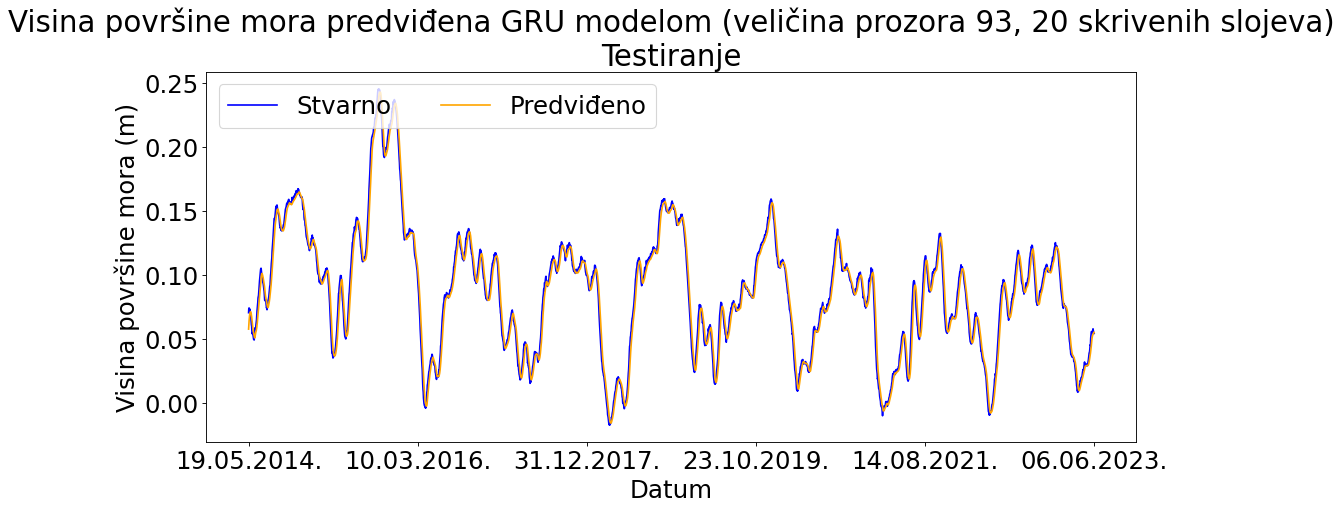 Visina površine mora predviđena GRU modelom (veličina prozora 93, 20 skrivenih slojeva)
Testiranje
Stvarno Predviđeno
Visina površine mora (m)
0.25
0.20
0.15
0.10
0.05
0.00
19.05.2014. 10.03.2016. 31.12.2017. 23.10.2019. 14.08.2021. 06.06.2023.
Datum